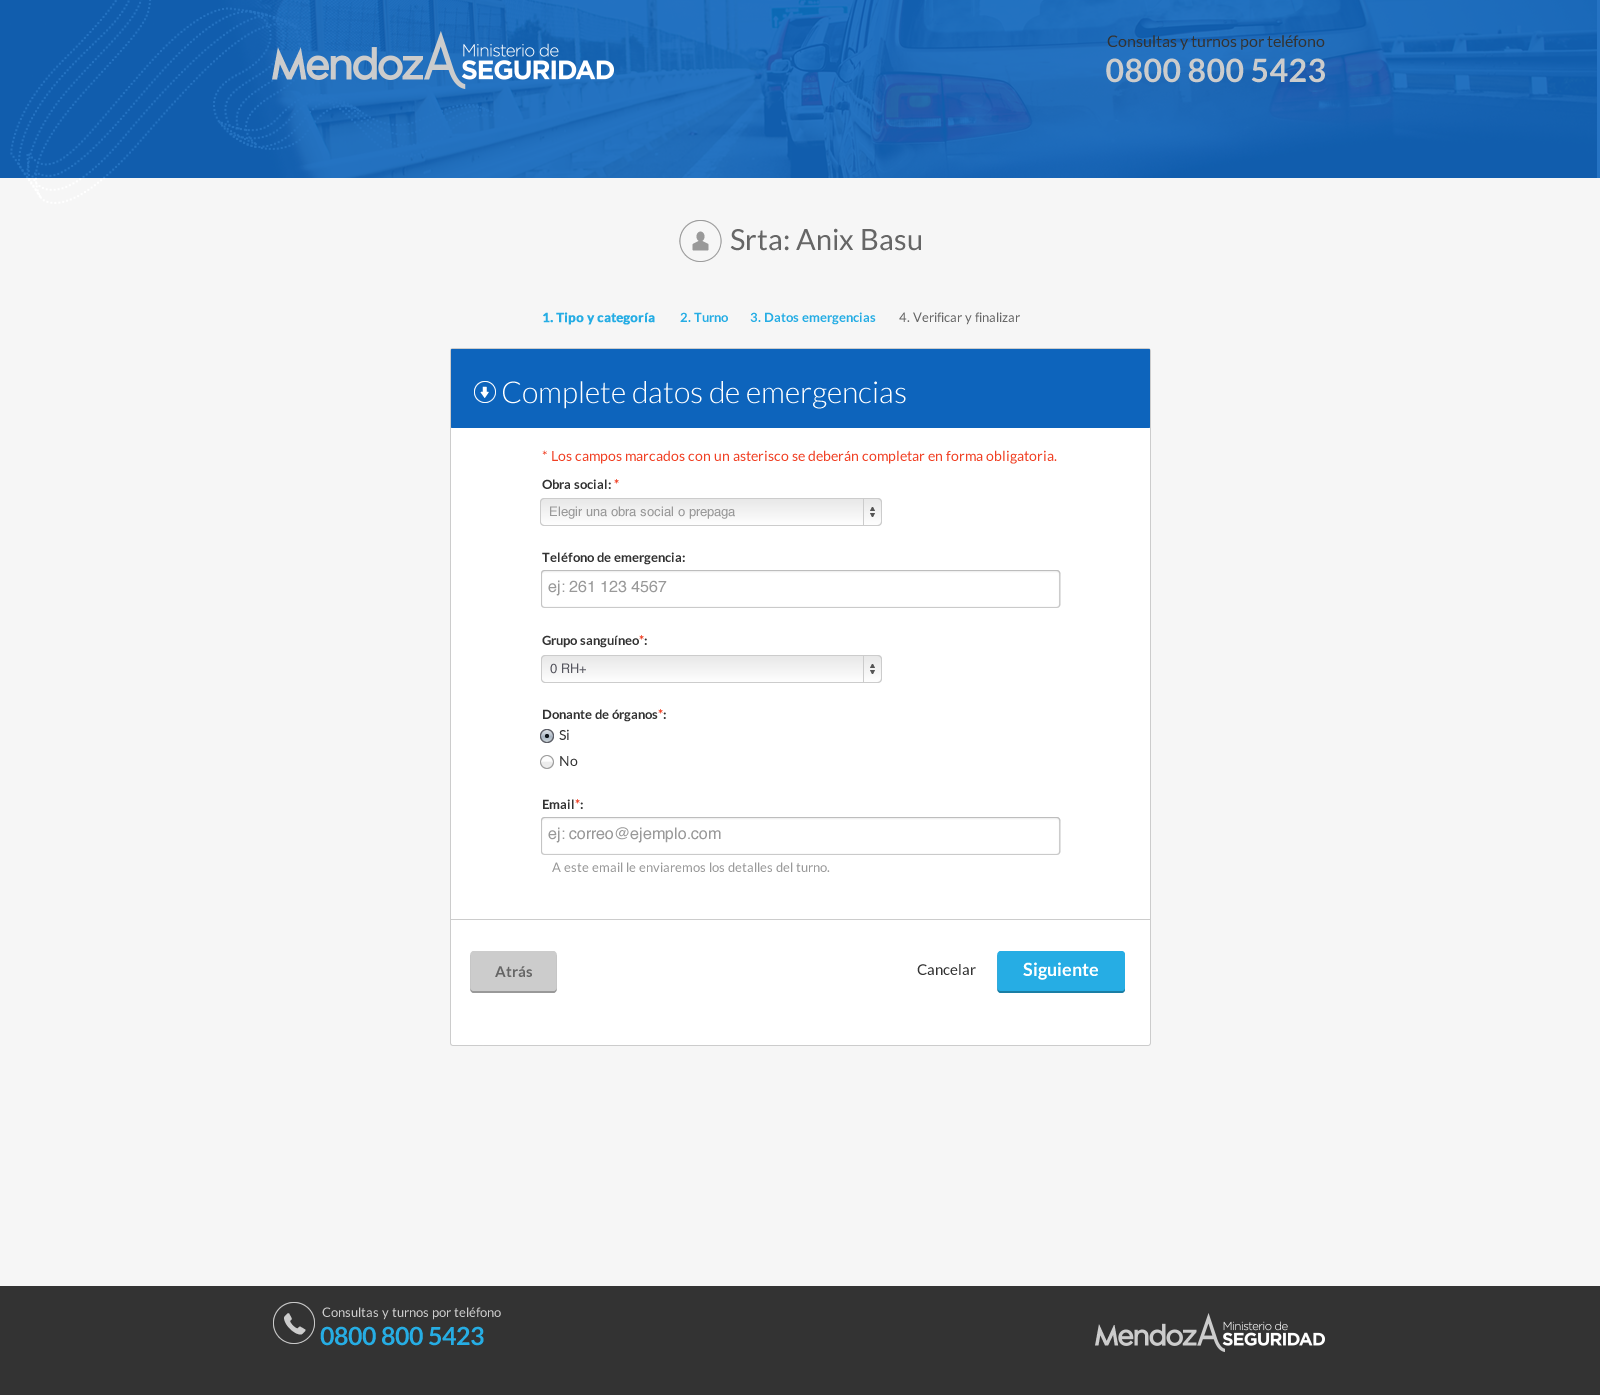 MendozA Ministerio de
SEGURIDAD
Consultas y turnos por teléfono
0800 800 5423
Srta: Anix Basu
1. Tipo y categoría 2. Turno 3. Datos emergencias 4. Verificar y finalizar
Complete datos de emergencias
* Los campos marcados con un asterisco se deberán completar en forma obligatoria.
Obra social: *
Elegir una obra social o prepaga
Teléfono de emergencia:
ej: 261 123 4567
Grupo sanguíneo*:
0 RH+
Donante de órganos*:
Si
No
Email*:
ej: correo@ejemplo.com
A este email le enviaremos los detalles del turno.
Atrás Cancelar Siguiente
Consultas y turnos por teléfono
0800 800 5423
MendozA Ministerio de
SEGURIDAD